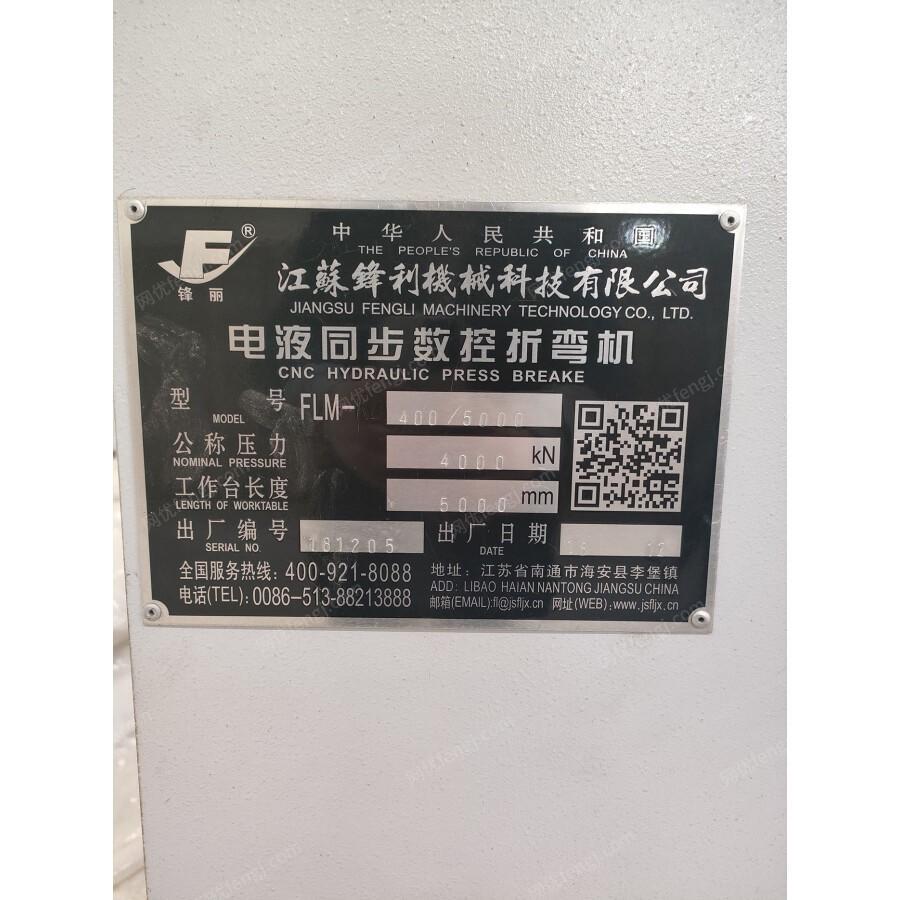 中华人民共和国
THE PEOPLE'S REPUBLIC OF CHINA
®
锋丽
江蘇鋒利機械科技有限公司
JIANGSU FENGLI MACHINERY TECHNOLOGY CO., LTD.
电液同步数控折弯机
CNC HYDRAULIC PRESS BREAKE
型号 FLM- 400/5000
MODEL
公称压力 4000 kN
NOMINAL PRESSURE
工作台长度 5000 mm
LENGTH OF WORKTABLE
出厂编号 181205 出厂日期 18 12
SERIAL NO. DATE
全国服务热线: 400-921-8088 地址: 江苏省南通市海安县李堡镇
ADD: LIBAO HAIAN NANTONG JIANGSU CHINA
电话(TEL): 0086-513-88213888 邮箱(EMAIL):fl@jsfljx.cn 网址(WEB): www.jsfljx.cn